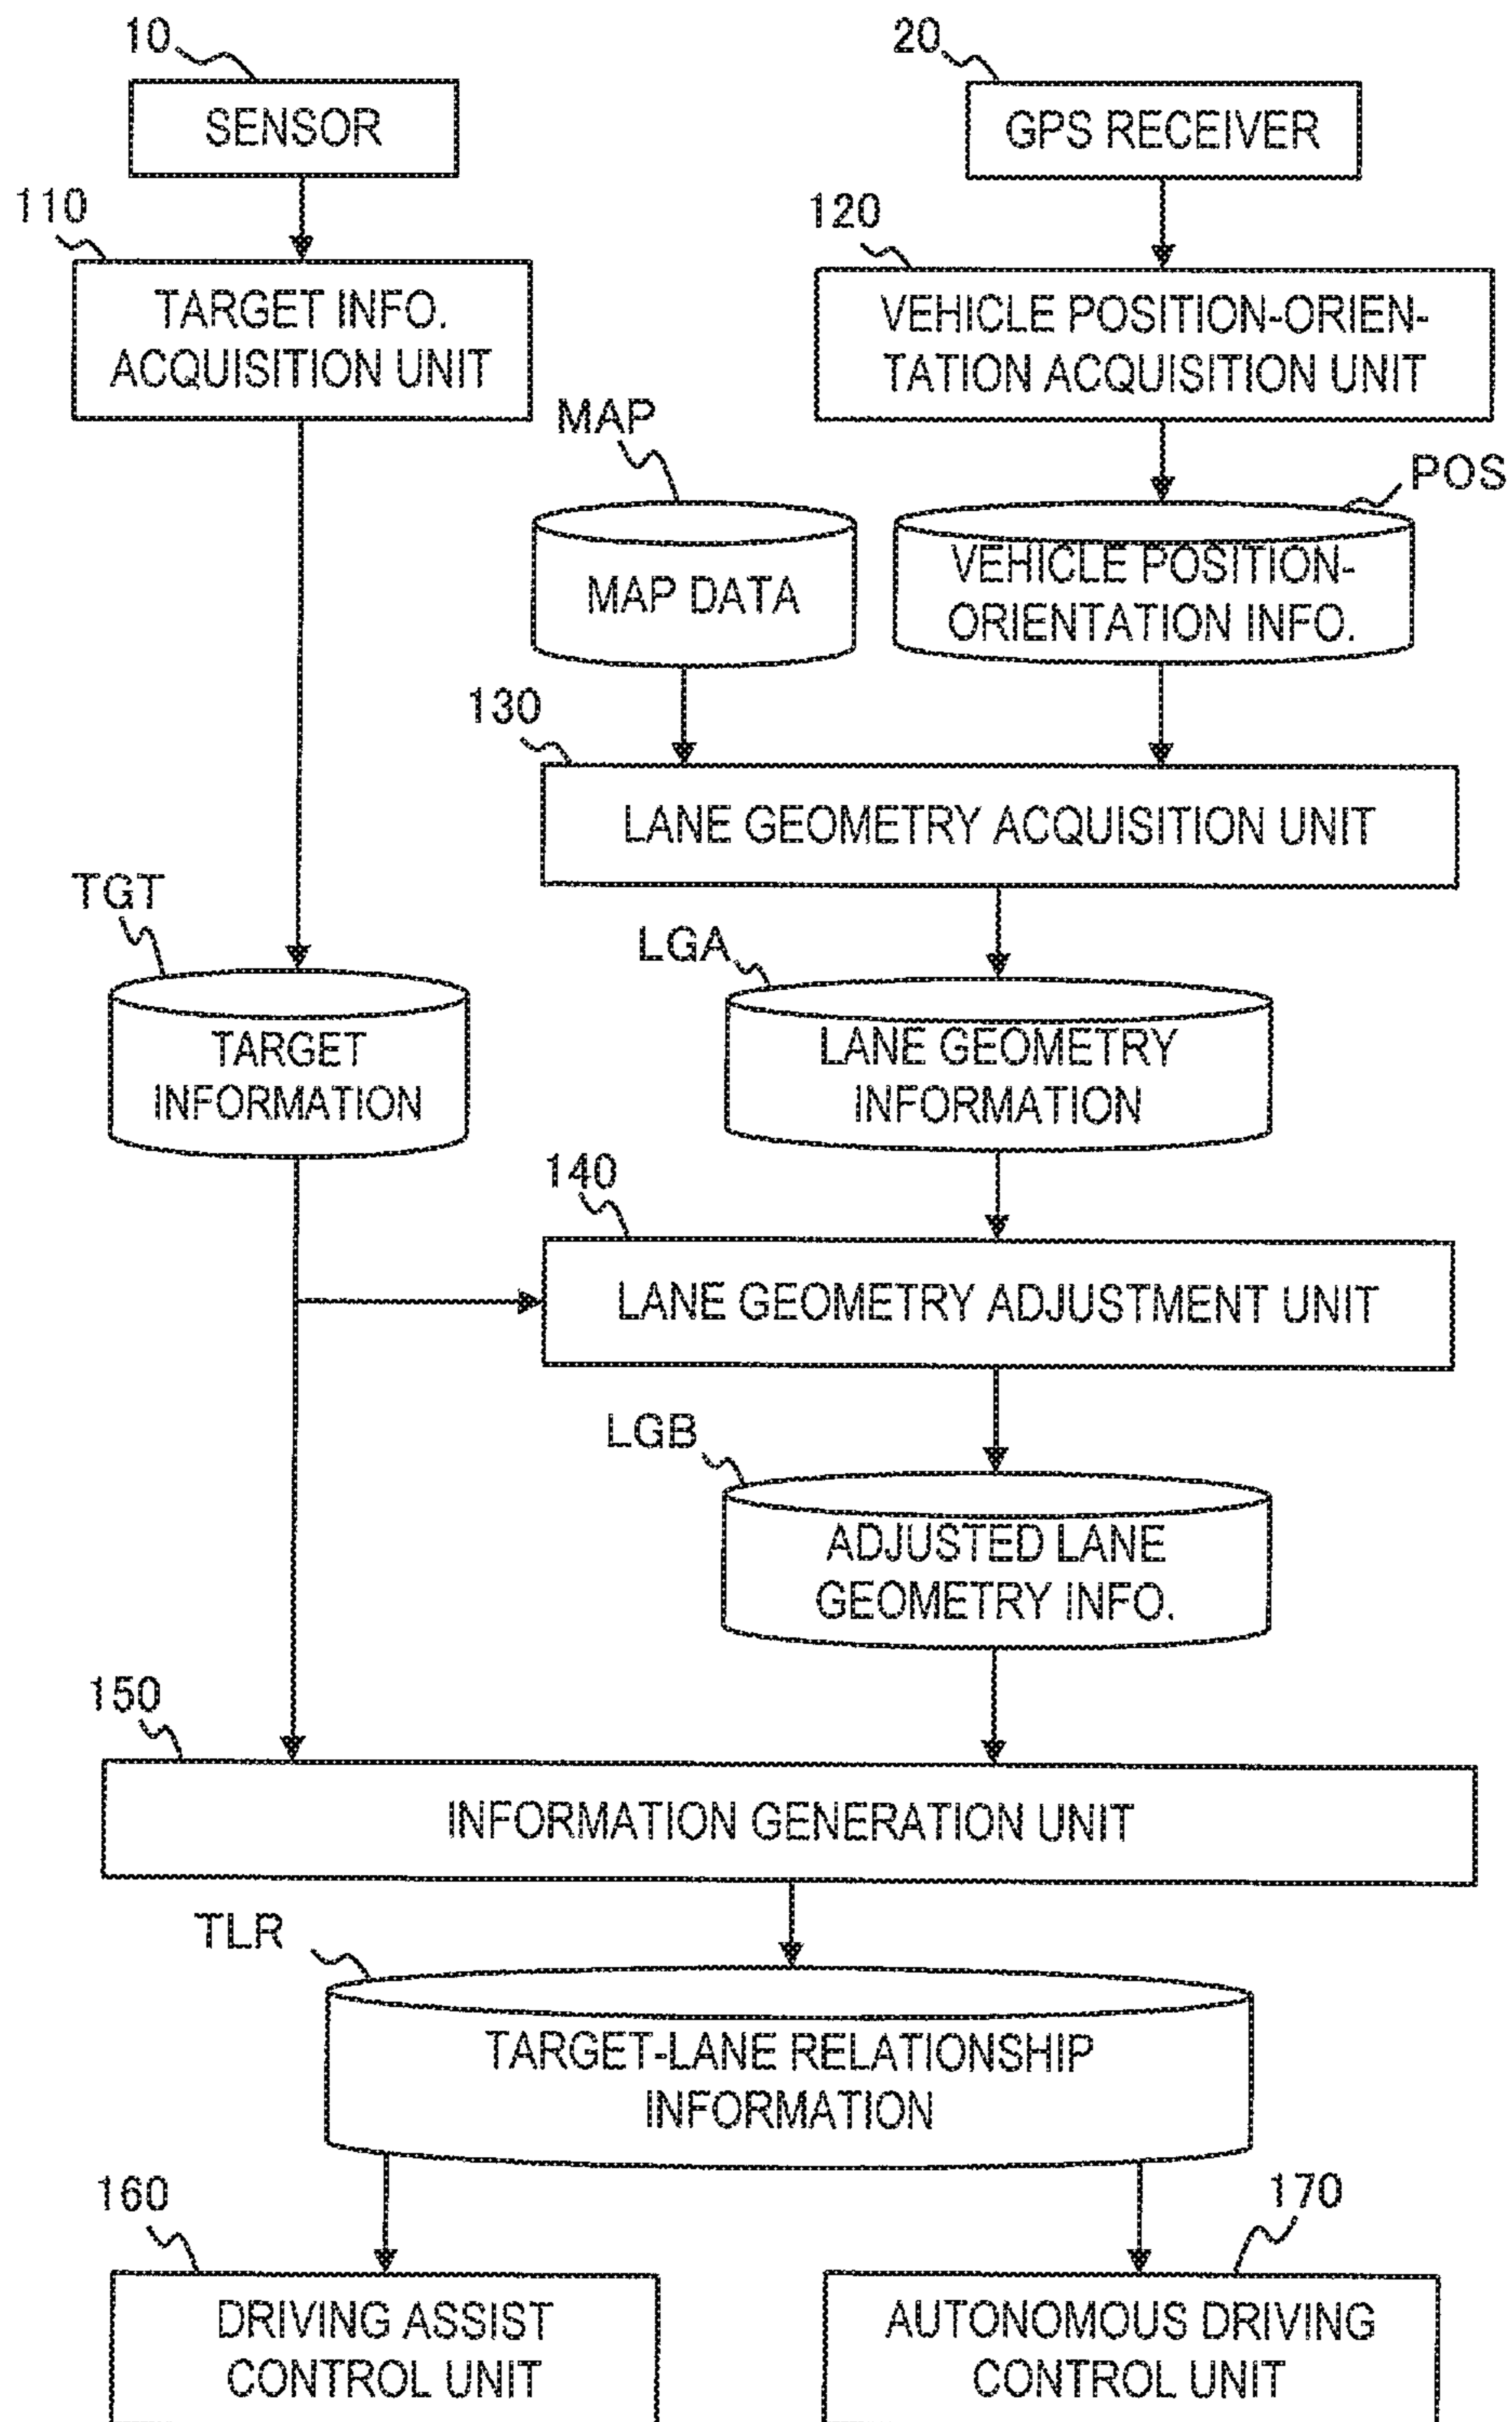 10
20
SENSOR
GPS RECEIVER
110
120
TARGET INFO.
ACQUISITION UNIT
VEHICLE POSITION-ORIEN-
TATION ACQUISITION UNIT
MAP
POS
MAP DATA
VEHICLE POSITION-
ORIENTATION INFO.
130
LANE GEOMETRY ACQUISITION UNIT
TGT
LGA
TARGET
INFORMATION
LANE GEOMETRY
INFORMATION
140
LANE GEOMETRY ADJUSTMENT UNIT
LGB
ADJUSTED LANE
GEOMETRY INFO.
150
INFORMATION GENERATION UNIT
TLR
TARGET-LANE RELATIONSHIP
INFORMATION
160
170
DRIVING ASSIST
CONTROL UNIT
AUTONOMOUS DRIVING
CONTROL UNIT